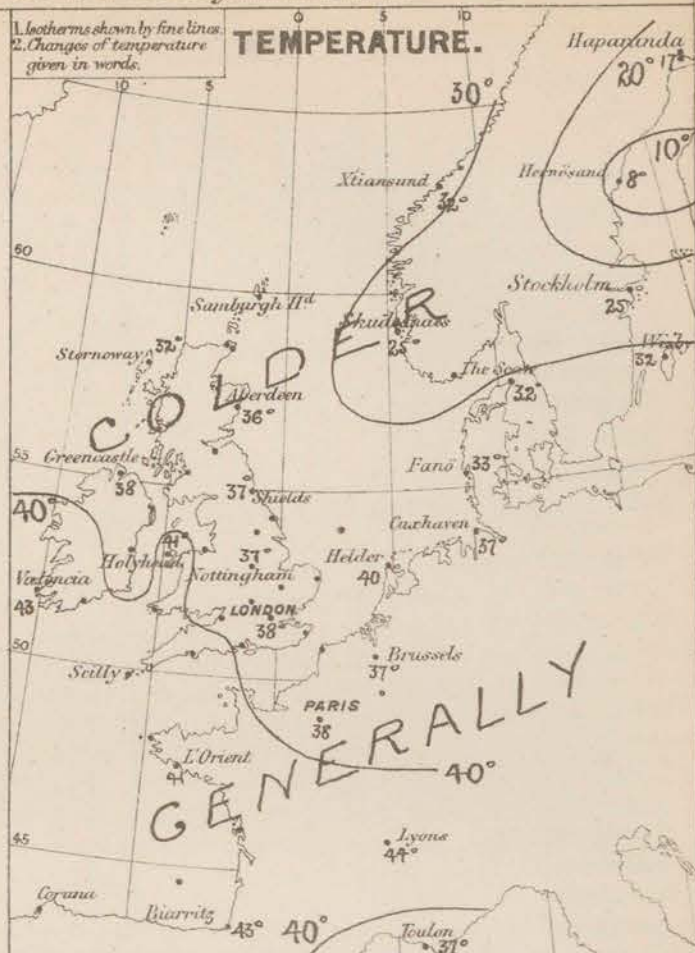 1. Isotherms shown by fine lines.
2. Changes of temperature
given in words.
TEMPERATURE.
Haparanda
17°
20°
10
5
0
5
10
30°
10°
Hernösand
8°
Xtiansund
32°
60
Stockholm
25°
Sumburgh Hd
Skudesnaes
25°
Wisby
32
32°
Stornoway
The Scaw
32°
COLDER
Aberdeen
36°
55
Greencastle
38
Fanö 33°
37°
Shields
40°
Cuxhaven
37°
41
Holyhead
37°
Nottingham
Helder
40
Valencia
43
LONDON
38°
50
Scilly
Brussels
37°
PARIS
38
L'Orient
41
GENERALLY
40°
45
Lyons
44°
Coruna
Biarritz
43°
40°
Toulon
37°